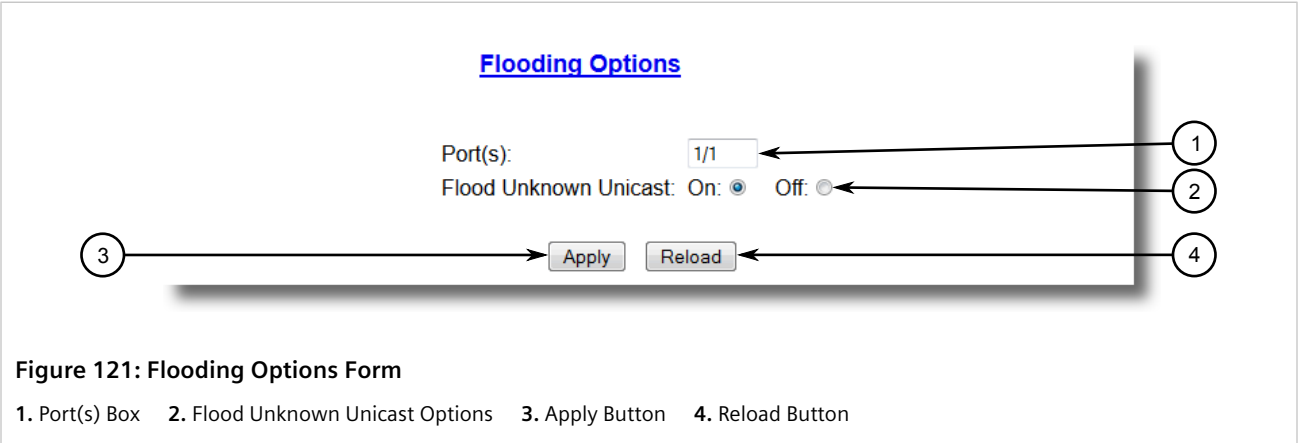 Flooding Options
Port(s): 1/1
1
Flood Unknown Unicast: On: Off:
2
3
Apply Reload
4
Figure 121: Flooding Options Form
1. Port(s) Box 2. Flood Unknown Unicast Options 3. Apply Button 4. Reload Button